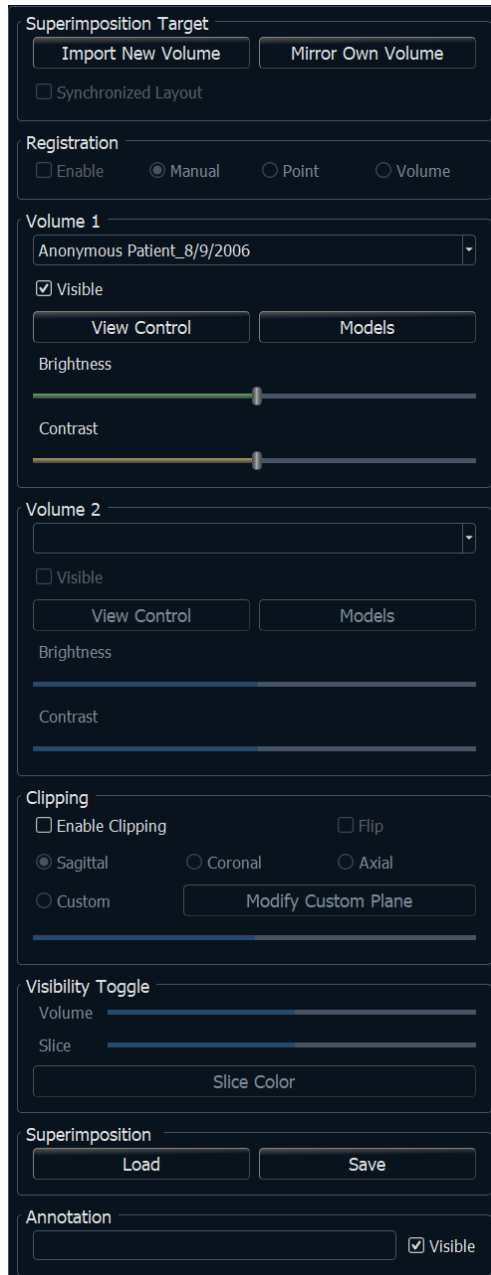 Superimposition Target
Import New Volume Mirror Own Volume
Synchronized Layout
Registration
Enable Manual Point Volume
Volume 1
Anonymous Patient_8/9/2006
Visible
View Control Models
Brightness
Contrast
Volume 2
Visible
View Control Models
Brightness
Contrast
Clipping
Enable Clipping Flip
Sagittal Coronal Axial
Custom Modify Custom Plane
Visibility Toggle
Volume
Slice
Slice Color
Superimposition
Load Save
Annotation
Visible